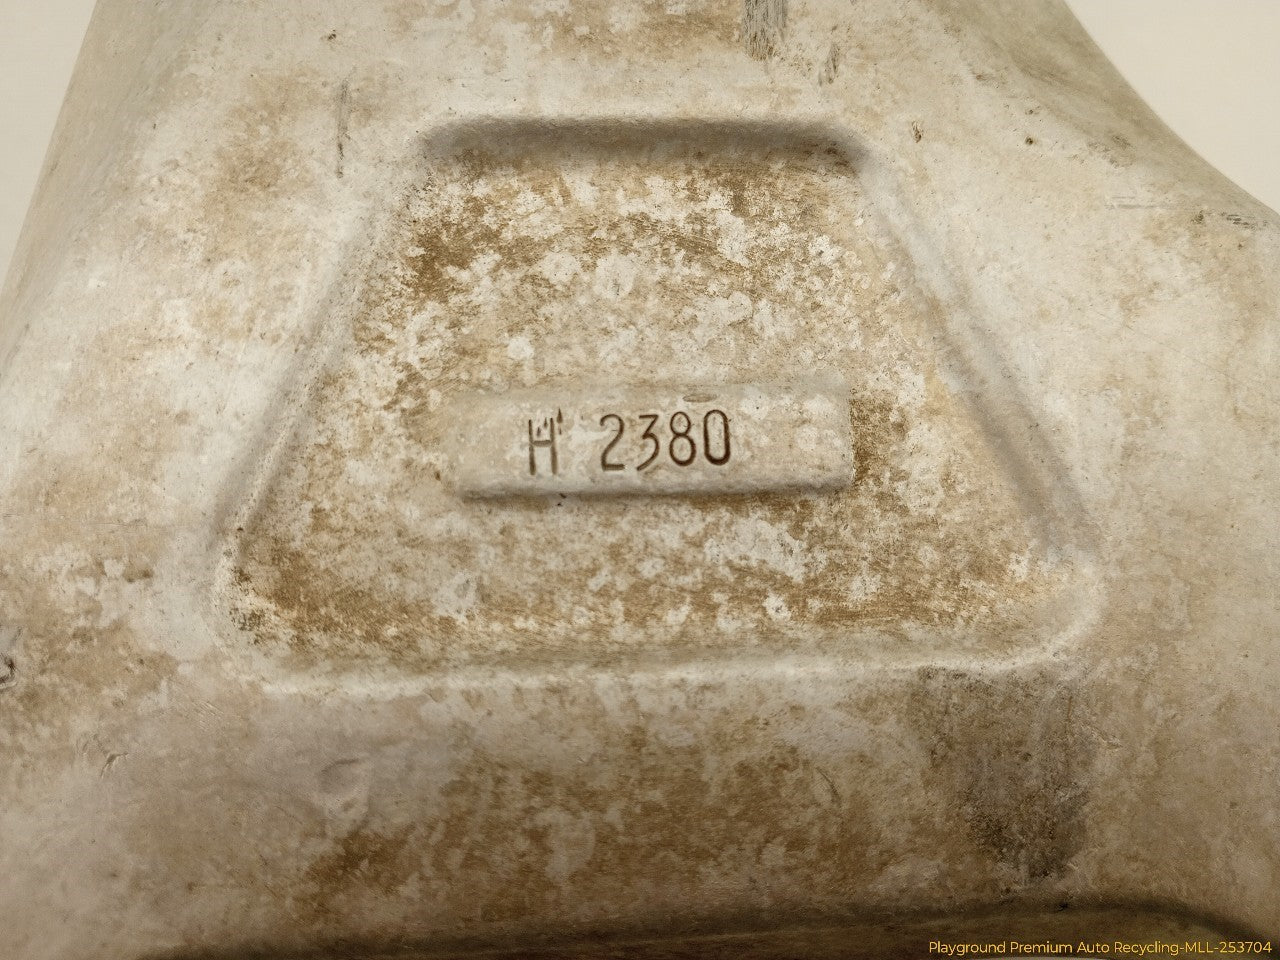 H 2380
Playground Premium Auto Recycling-MLL-253704